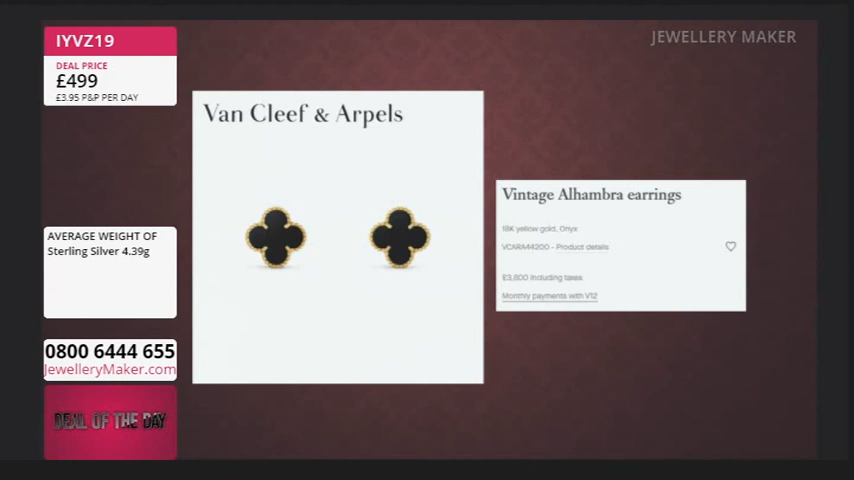 IYVZ19
DEAL PRICE
£499
£3.95 P&P PER DAY
JEWELLERY MAKER
Van Cleef & Arpels
Vintage Alhambra earrings
18K yellow gold, Onyx
VCARA44200 - Product details
£3,800 including taxes
Monthly payments with V12
AVERAGE WEIGHT OF
Sterling Silver 4.39g
0800 6444 655
JewelleryMaker.com
DEAL OF THE DAY